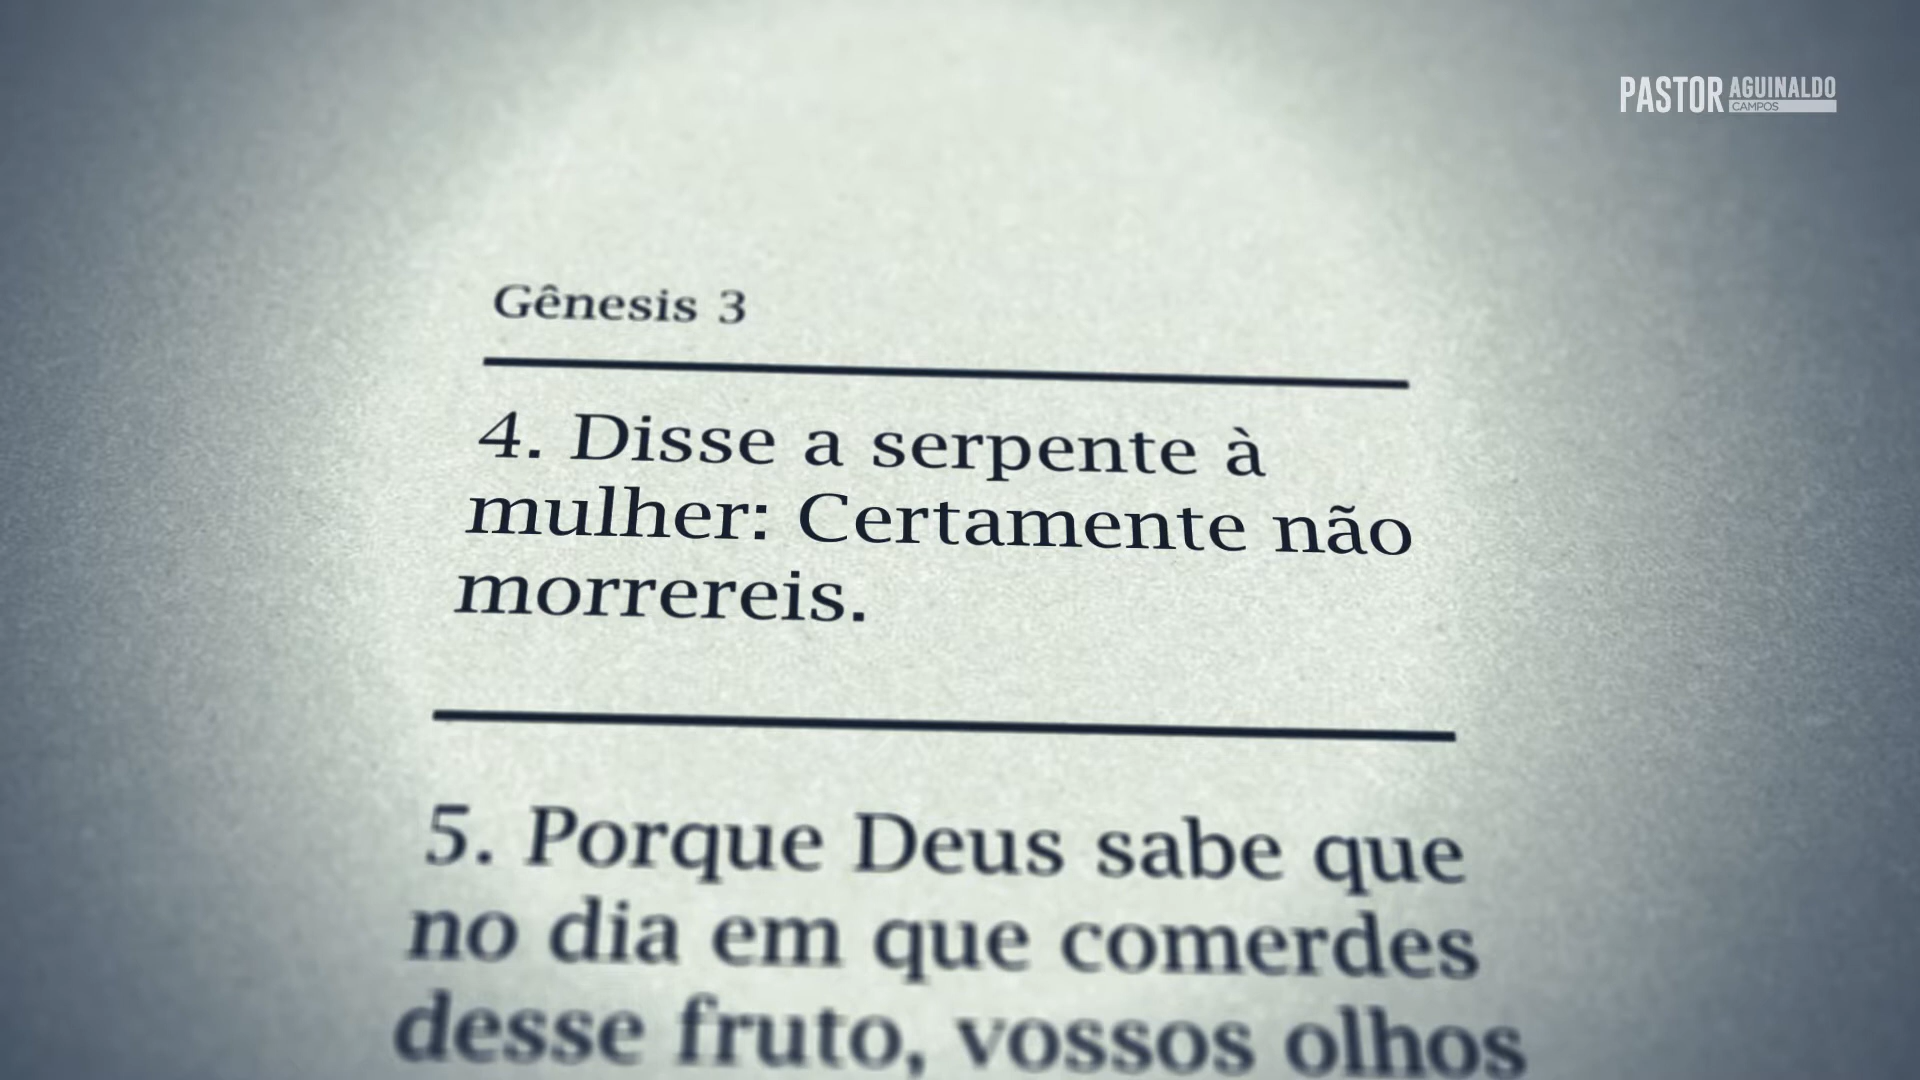 PASTOR AGUINALDO
CAMPOS
Gênesis 3
4. Disse a serpente à
mulher: Certamente não
morrereis.
5. Porque Deus sabe que
no dia em que comerdes
desse fruto, vossos olhos